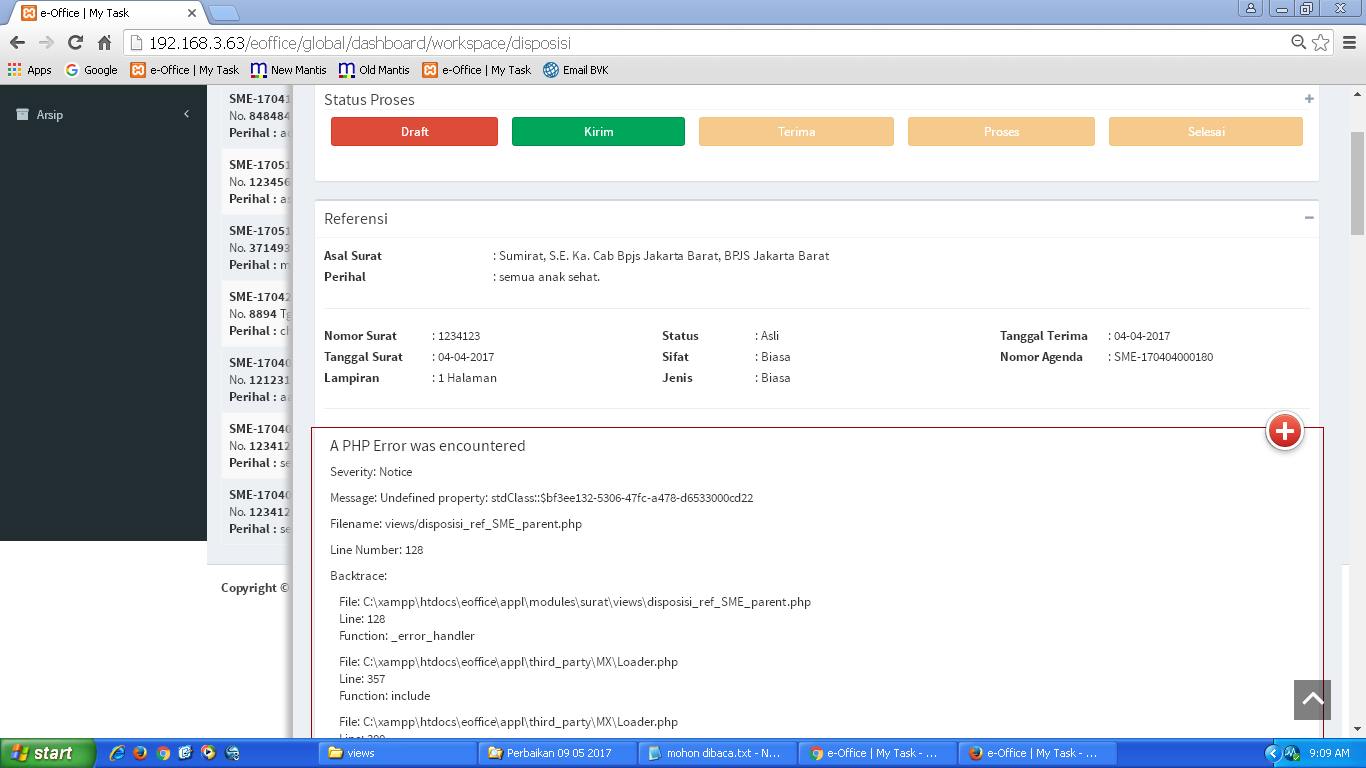 e-Office | My Task
192.168.3.63/eoffice/global/dashboard/workspace/disposisi
Apps Google e-Office | My Task New Mantis Old Mantis e-Office | My Task Email BVK
Arsip
SME-17041
No. 848484
Perihal :
SME-17051
No. 123456
Perihal :
SME-17051
No. 371493
Perihal : m
SME-17042
No. 8894 Tg
Perihal : ch
SME-17040
No. 121231
Perihal :
SME-17040
No. 123412
Perihal : se
SME-17040
No. 123412
Perihal : se
Copyright ©
Status Proses
Draft Kirim Terima Proses Selesai
Referensi
Asal Surat : Sumirat, S.E. Ka. Cab Bpjs Jakarta Barat, BPJS Jakarta Barat
Perihal : semua anak sehat.
Nomor Surat : 1234123 Status : Asli Tanggal Terima : 04-04-2017
Tanggal Surat : 04-04-2017 Sifat : Biasa Nomor Agenda : SME-170404000180
Lampiran : 1 Halaman Jenis : Biasa
A PHP Error was encountered
Severity: Notice
Message: Undefined property: stdClass::$bf3ee132-5306-47fc-a478-d6533000cd22
Filename: views/disposisi_ref_SME_parent.php
Line Number: 128
Backtrace:
File: C:\xampp\htdocs\eoffice\appl\modules\surat\views\disposisi_ref_SME_parent.php
Line: 128
Function: _error_handler
File: C:\xampp\htdocs\eoffice\appl\third_party\MX\Loader.php
Line: 357
Function: include
File: C:\xampp\htdocs\eoffice\appl\third_party\MX\Loader.php
start views Perbaikan 09 05 2017 mohon dibaca.txt - N... e-Office | My Task - ... e-Office | My Task - ... 9:09 AM